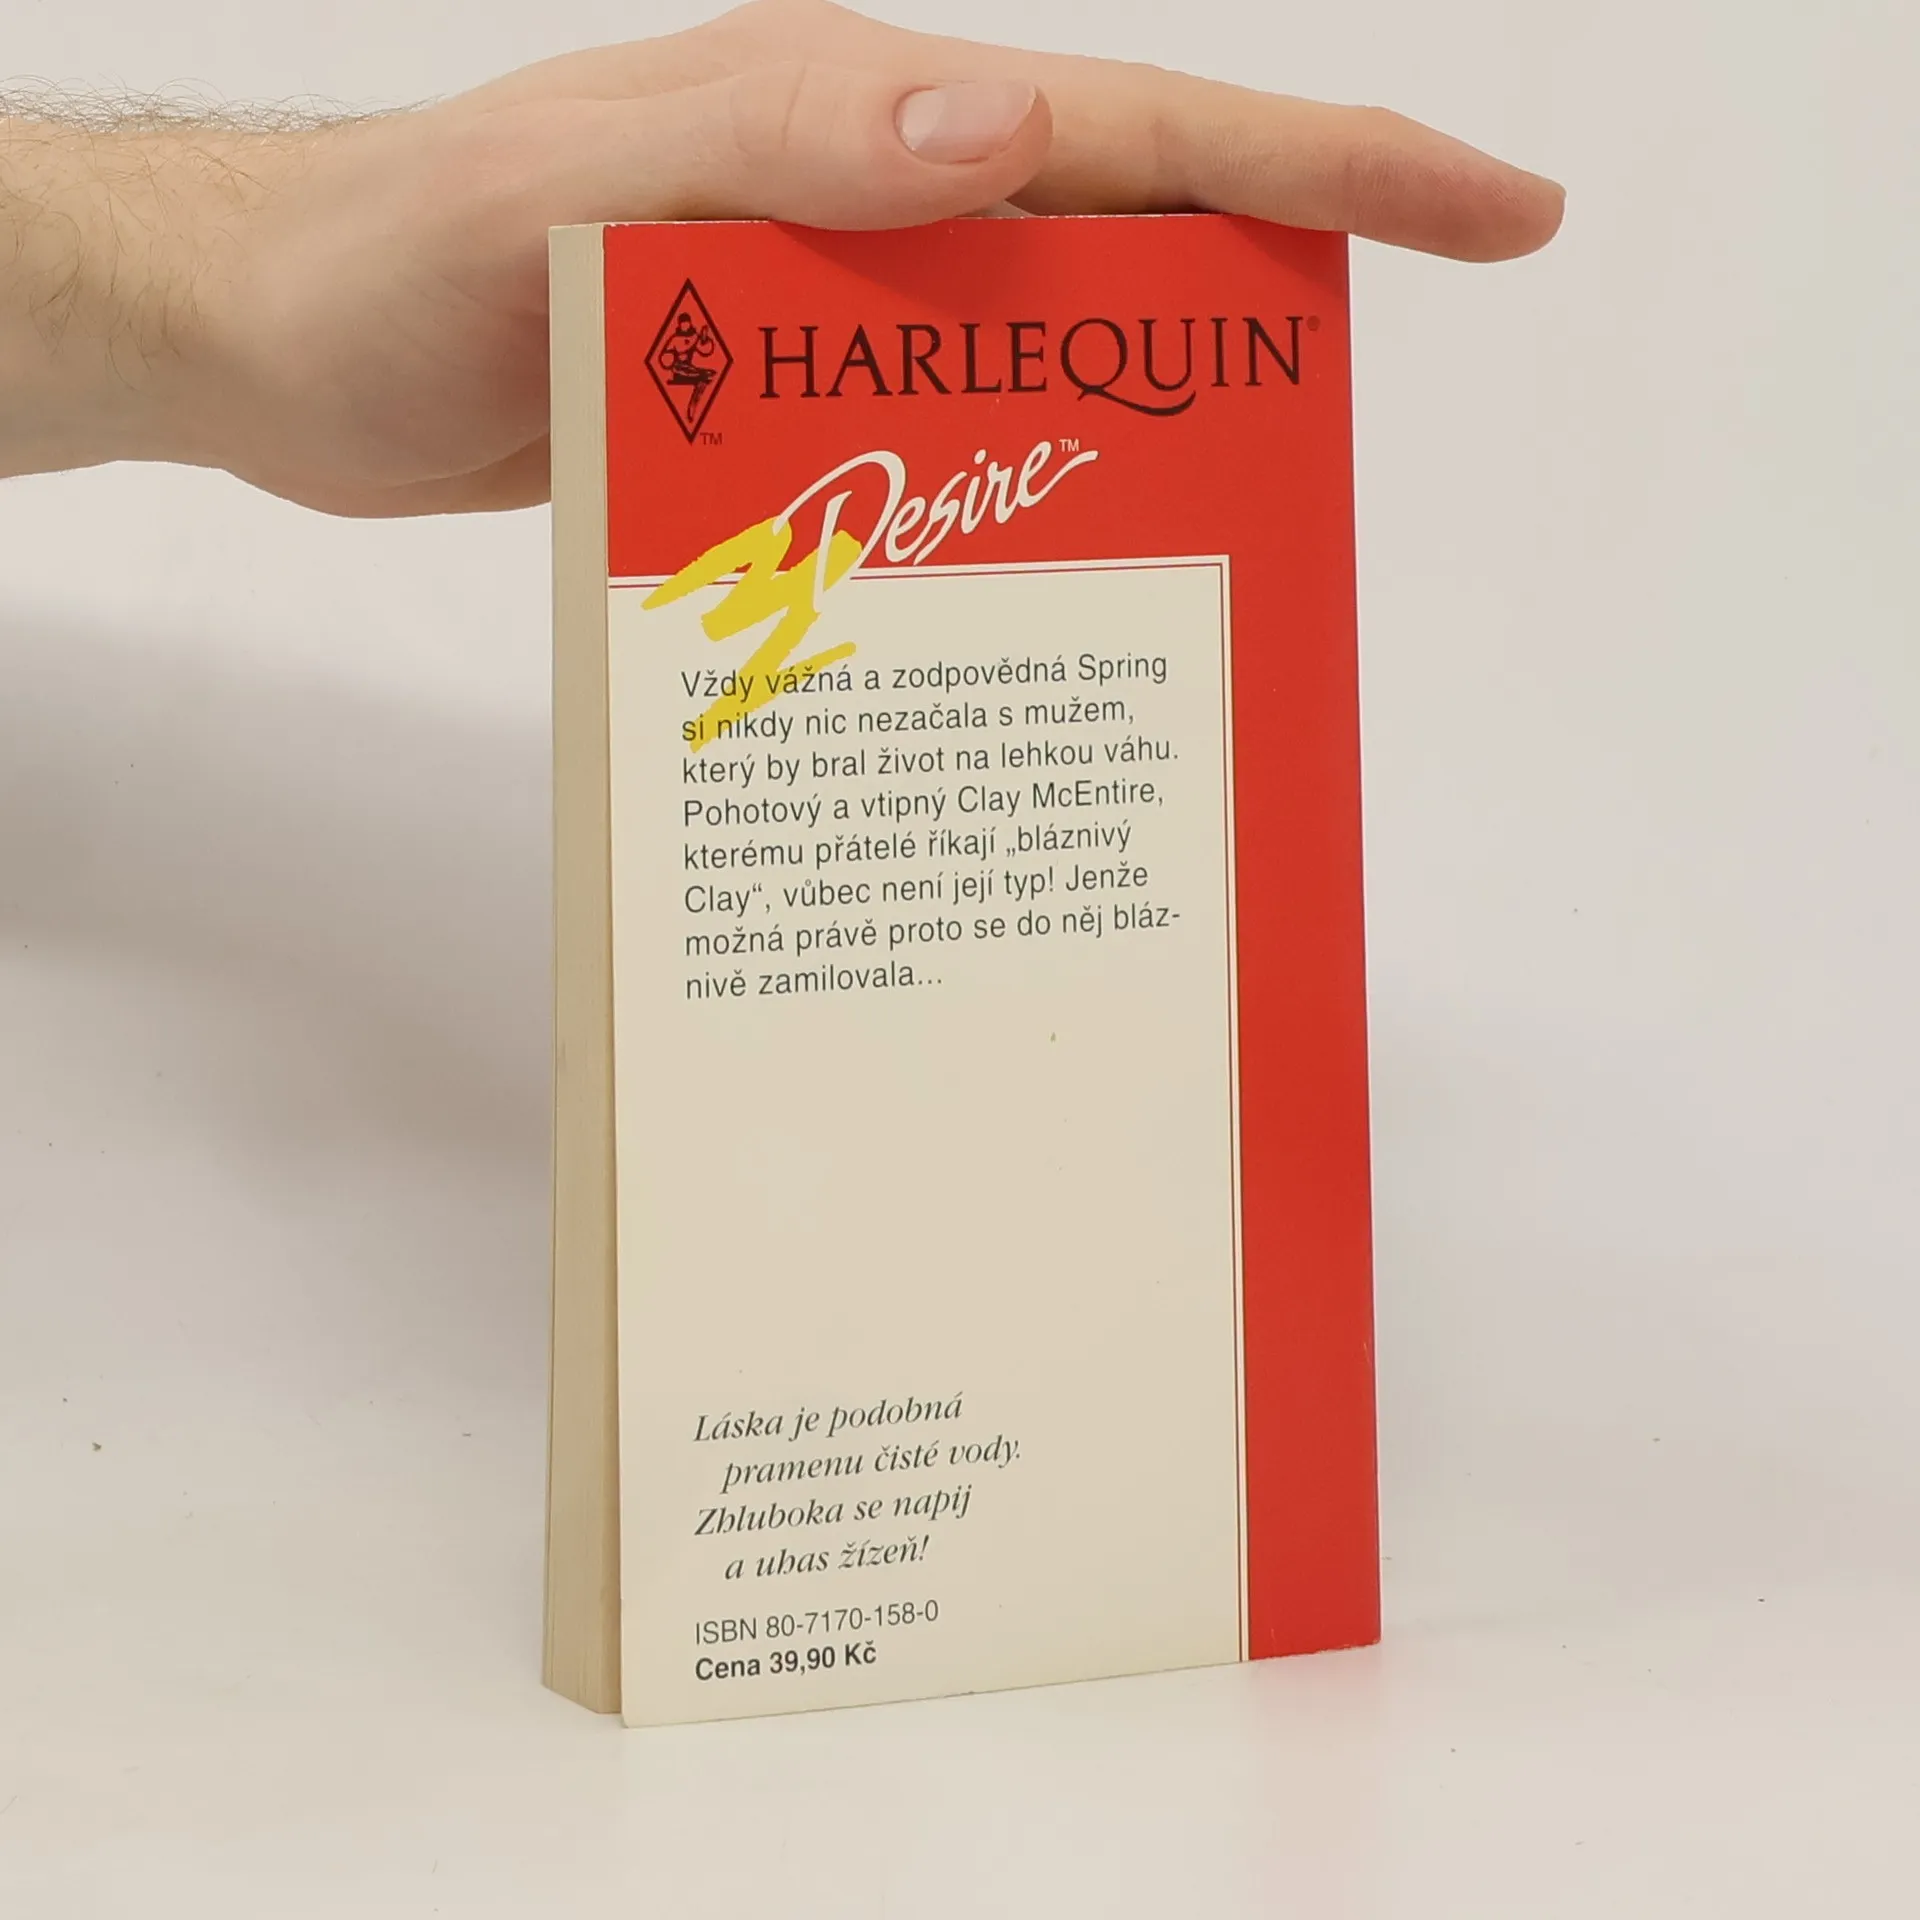 HARLEQUIN®
TM
Desire™
Vždy vážná a zodpovědná Spring
si nikdy nic nezačala s mužem,
který by bral život na lehkou váhu.
Pohotový a vtipný Clay McEntire,
kterému přátelé říkají „bláznivý
Clay“, vůbec není její typ! Jenže
možná právě proto se do něj bláz-
nivě zamilovala...
Láska je podobná
pramenu čisté vody.
Zhluboka se napij
a uhas žízeň!
ISBN 80-7170-158-0
Cena 39,90 Kč